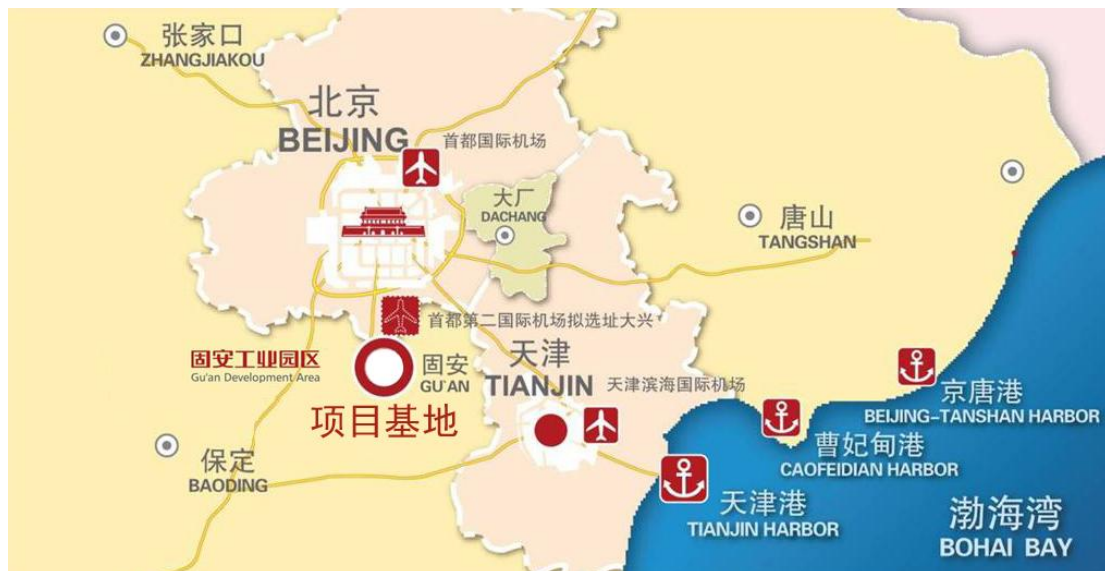 张家口
ZHANGJIAKOU
北京
BEIJING
首都国际机场
大厂
DACHANG
唐山
TANGSHAN
首都第二国际机场拟选址大兴
固安工业园区
Gu'an Development Area
固安
GU'AN
项目基地
天津
TIANJIN
天津滨海国际机场
京唐港
BEIJING-TANSHAN HARBOR
曹妃甸港
CAOFEIDIAN HARBOR
保定
BAODING
天津港
TIANJIN HARBOR
渤海湾
BOHAI BAY